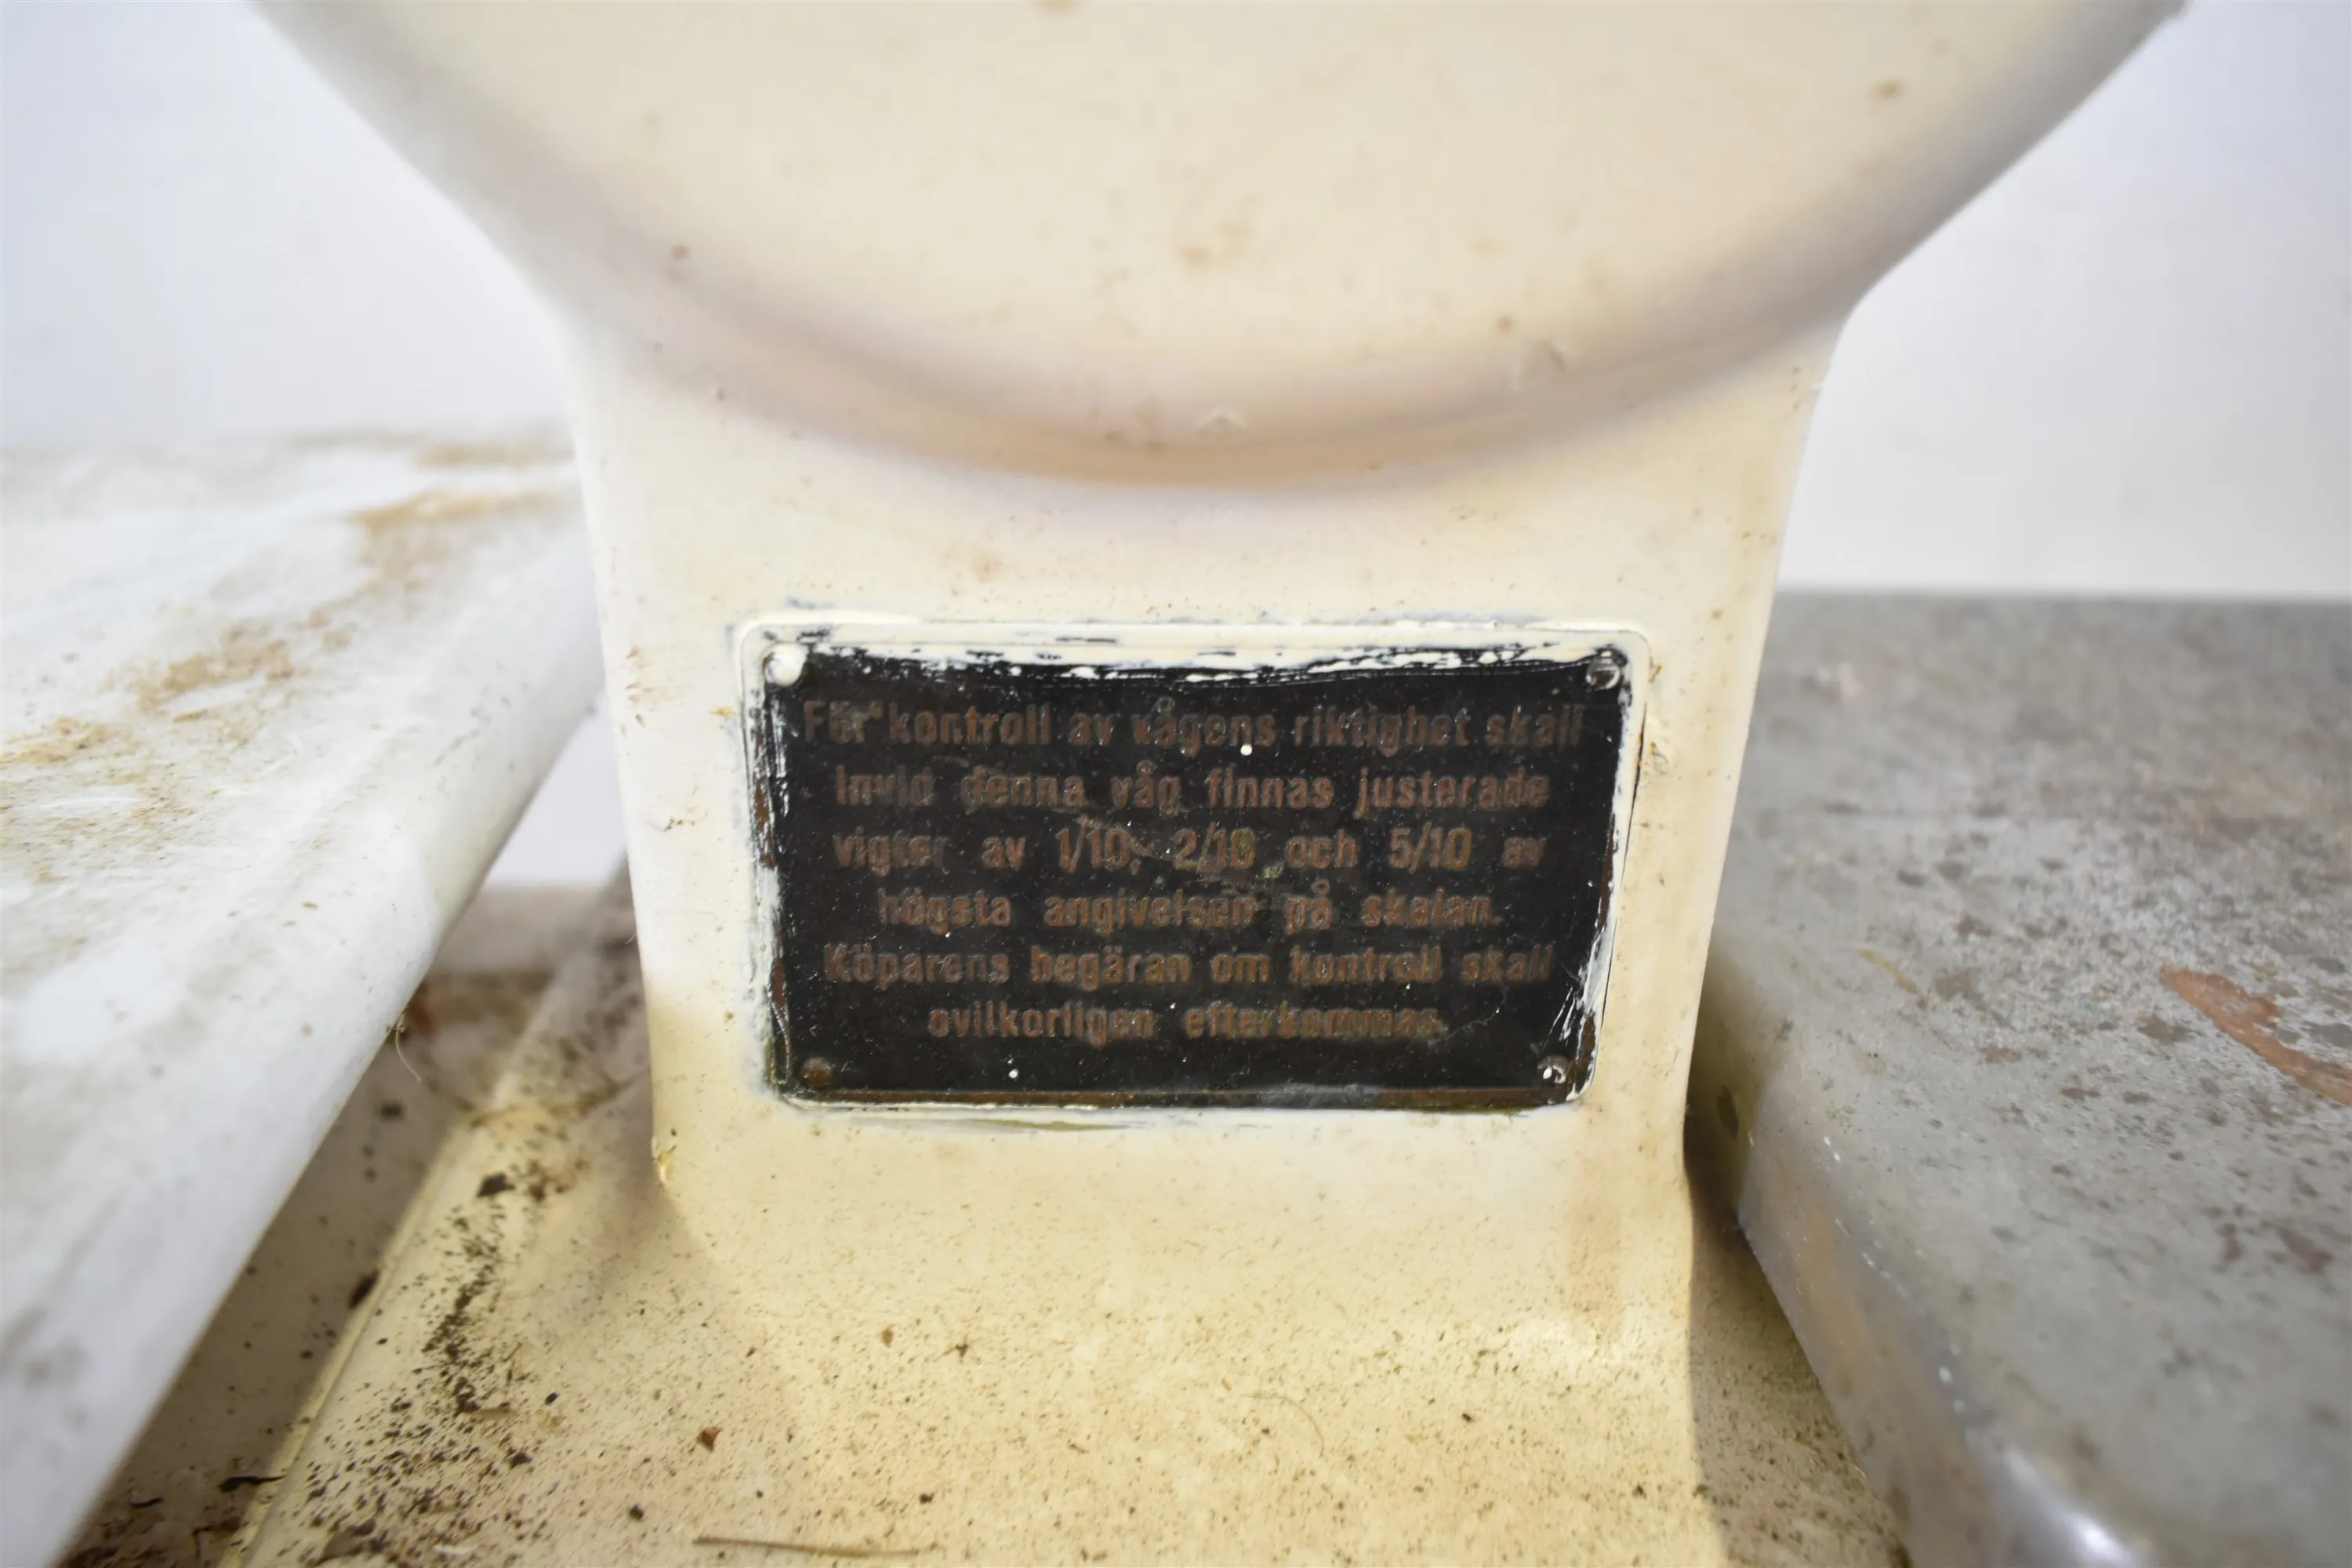 För kontroll av vågens riktighet skall
invid denna våg finnas justerade
vigter av 1/10, 2/10 och 5/10 av
högsta angivelsen på skalan.
Köparens begäran om kontroll skall
ovilkorligen efterkommas.